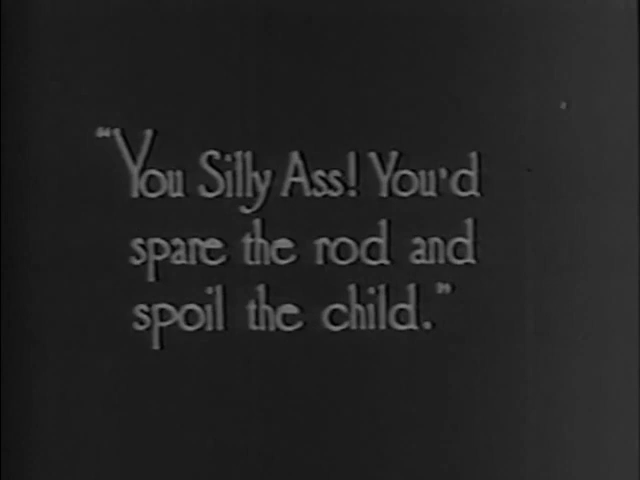 "You Silly Ass! You'd
spare the rod and
spoil the child."